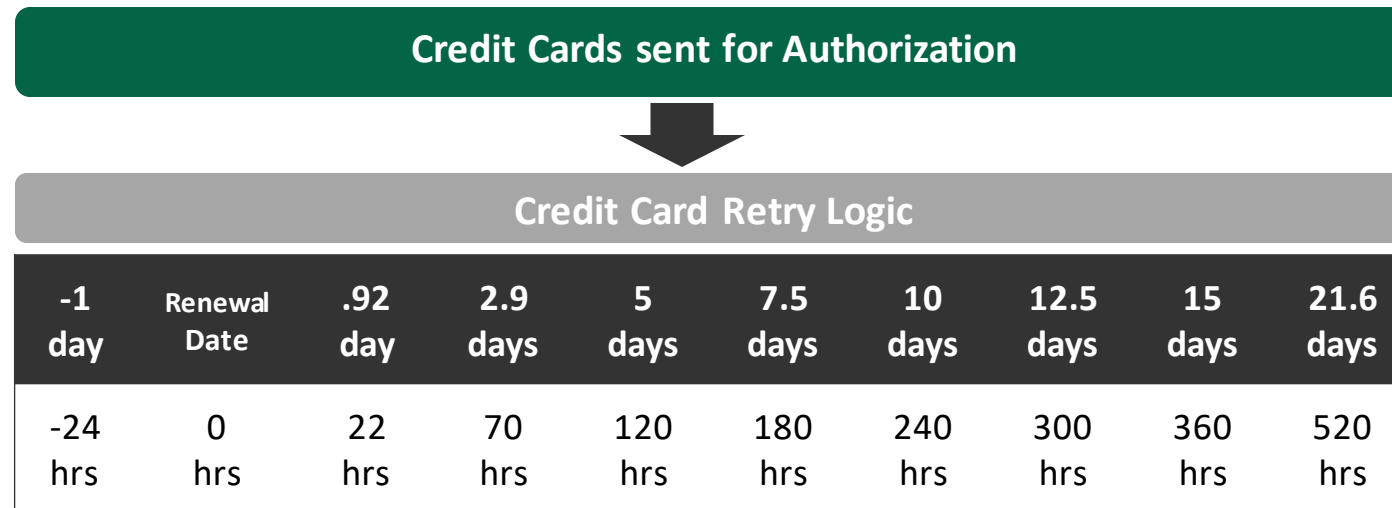 Credit Cards sent for Authorization
Credit Card Retry Logic
-1 Renewal .92 2.9 5 7.5 10 12.5 15 21.6
day Date day days days days days days days days
-24 0 22 70 120 180 240 300 360 520
hrs hrs hrs hrs hrs hrs hrs hrs hrs hrs